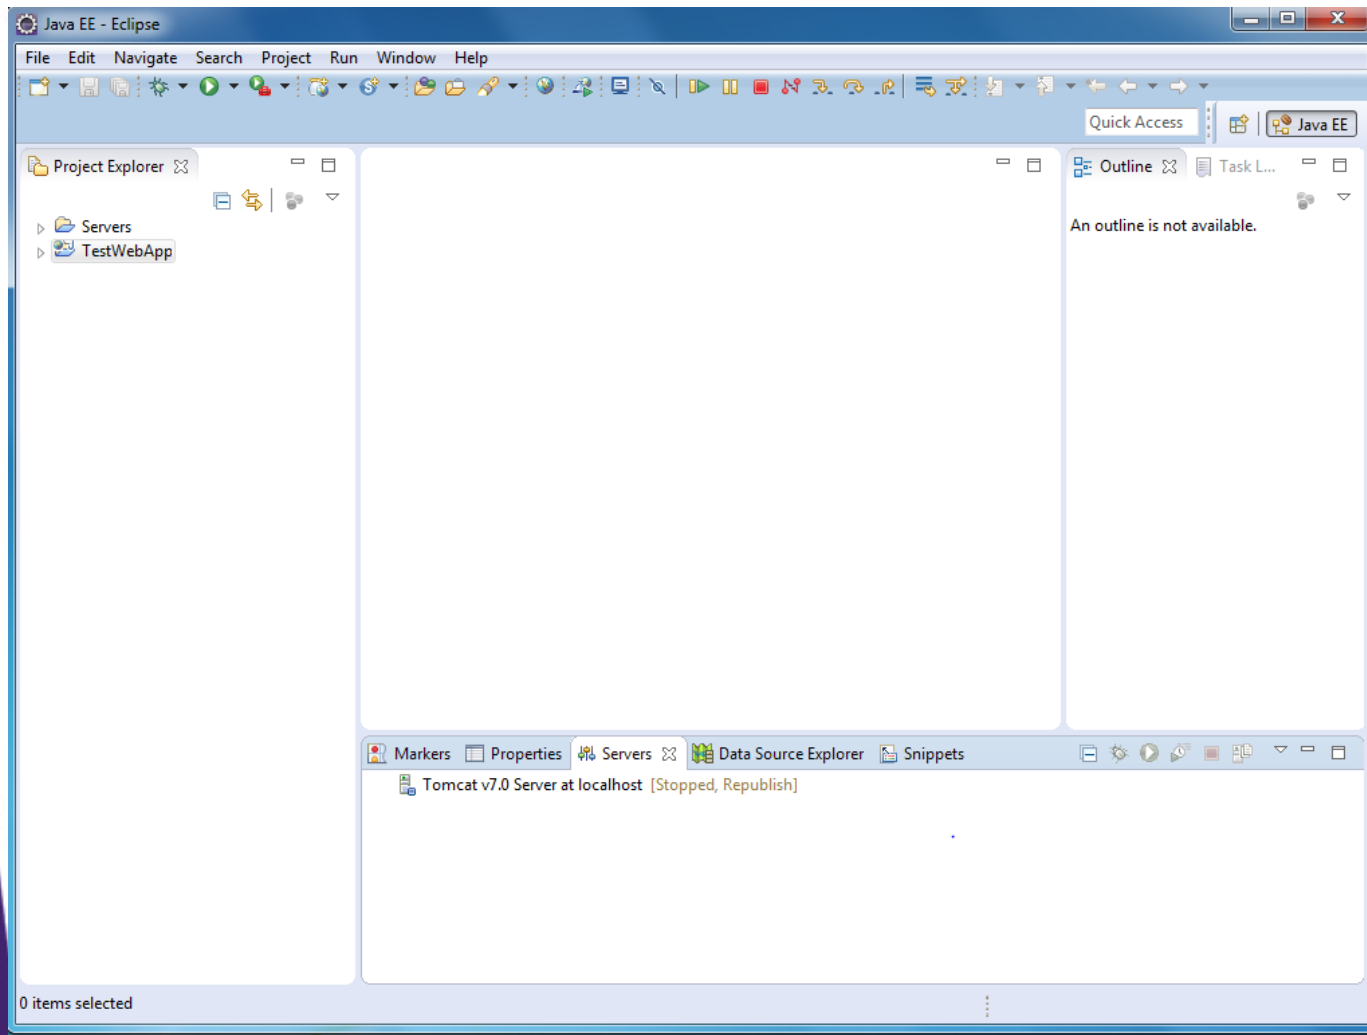 Java EE - Eclipse
File Edit Navigate Search Project Run Window Help
Quick Access
Java EE
Project Explorer
Servers
TestWebApp
Outline
Task L...
An outline is not available.
Markers Properties Servers Data Source Explorer Snippets
Tomcat v7.0 Server at localhost [Stopped, Republish]
0 items selected